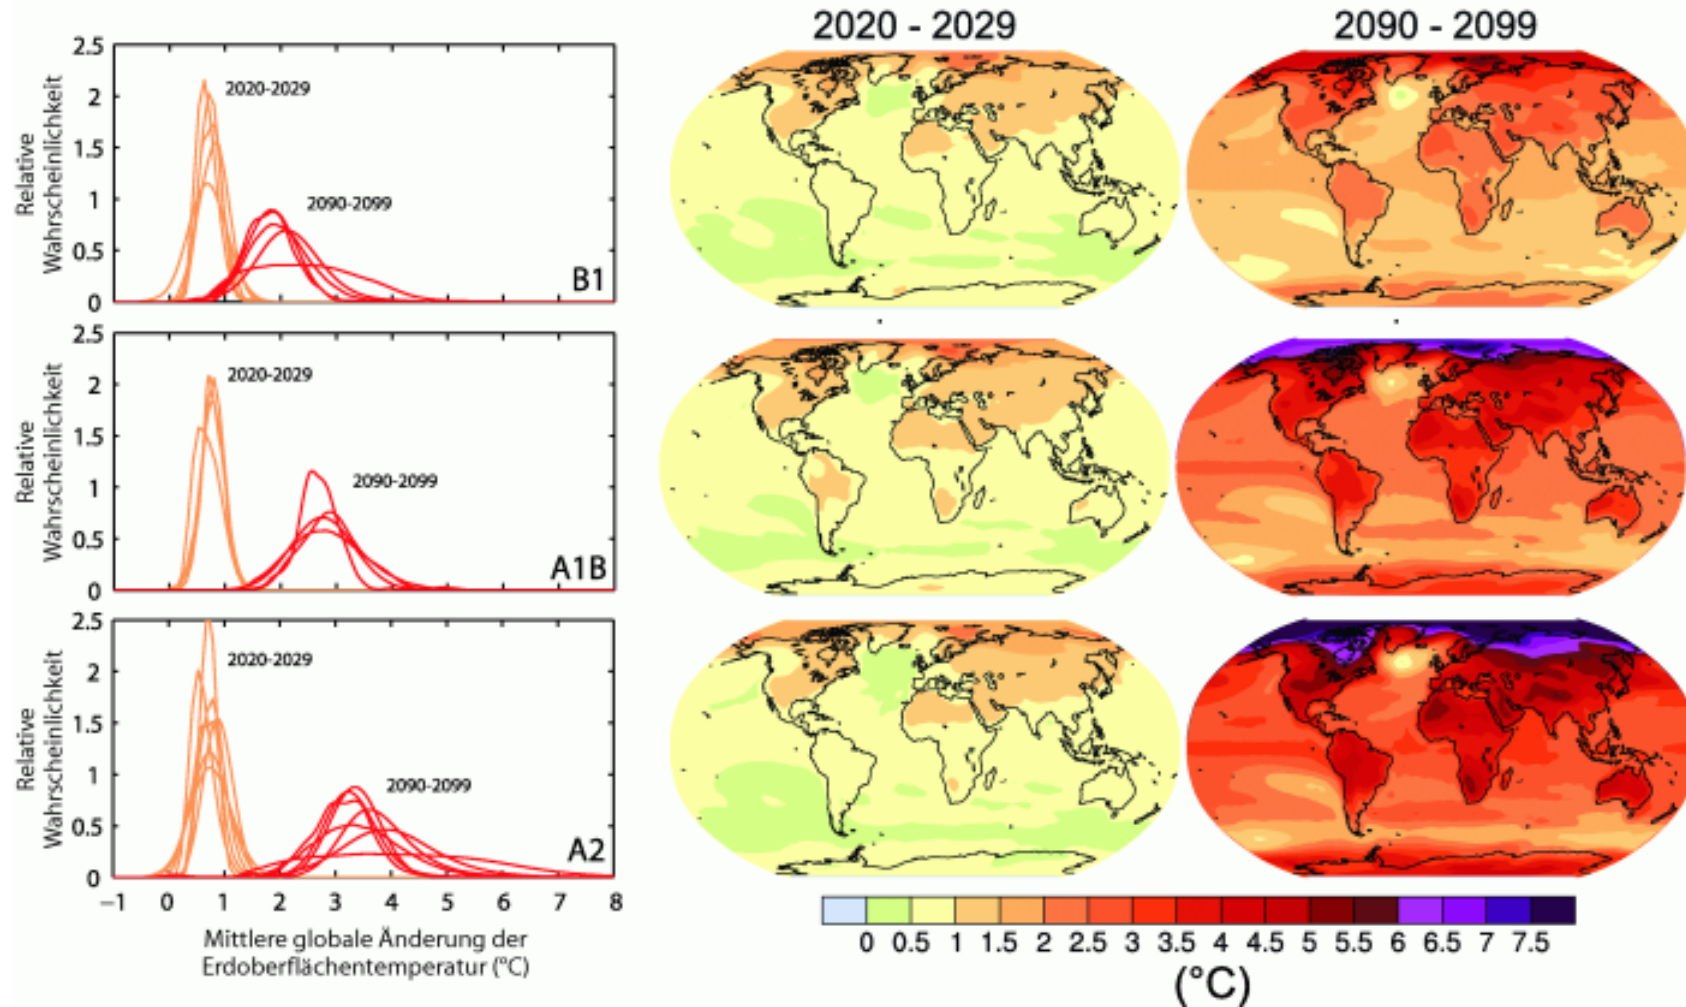 2020 - 2029
2090 - 2099
2.5
2
1.5
1
0.5
0
Relative
Wahrscheinlichkeit
2020-2029
2090-2099
B1
2.5
2
1.5
1
0.5
0
Relative
Wahrscheinlichkeit
2020-2029
2090-2099
A1B
2.5
2
1.5
1
0.5
0
Relative
Wahrscheinlichkeit
2020-2029
2090-2099
A2
−1 0 1 2 3 4 5 6 7 8
Mittlere globale Änderung der
Erdoberflächentemperatur (°C)
0 0.5 1 1.5 2 2.5 3 3.5 4 4.5 5 5.5 6 6.5 7 7.5
(°C)